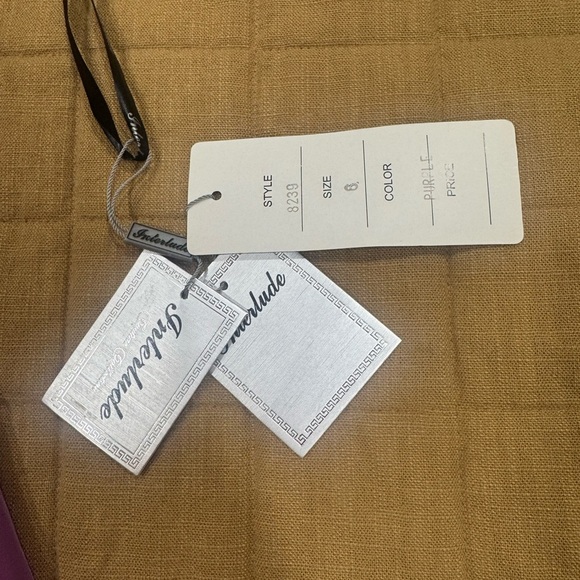 STYLE 8239
SIZE 6
COLOR PURPLE
PRICE
Interlude
Interlude
Interlude